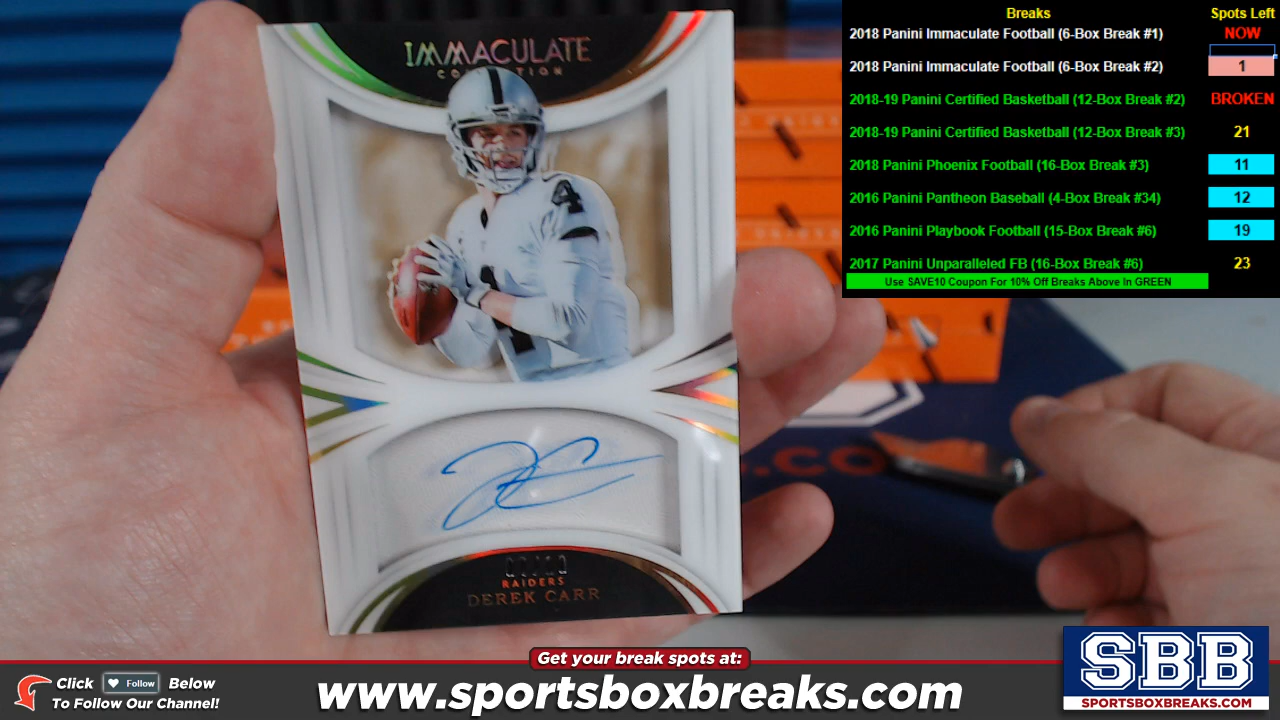 IMMACULATE
COLLECTION
4
RAIDERS
DEREK CARR
Breaks Spots Left
2018 Panini Immaculate Football (6-Box Break #1) NOW
2018 Panini Immaculate Football (6-Box Break #2) 1
2018-19 Panini Certified Basketball (12-Box Break #2) BROKEN
2018-19 Panini Certified Basketball (12-Box Break #3) 21
2018 Panini Phoenix Football (16-Box Break #3) 11
2016 Panini Pantheon Baseball (4-Box Break #34) 12
2016 Panini Playbook Football (15-Box Break #6) 19
2017 Panini Unparalleled FB (16-Box Break #6) 23
Use SAVE10 Coupon For 10% Off Breaks Above In GREEN
Get your break spots at:
Click Follow Below
To Follow Our Channel!
www.sportsboxbreaks.com
SBB
SPORTSBOXBREAKS.COM